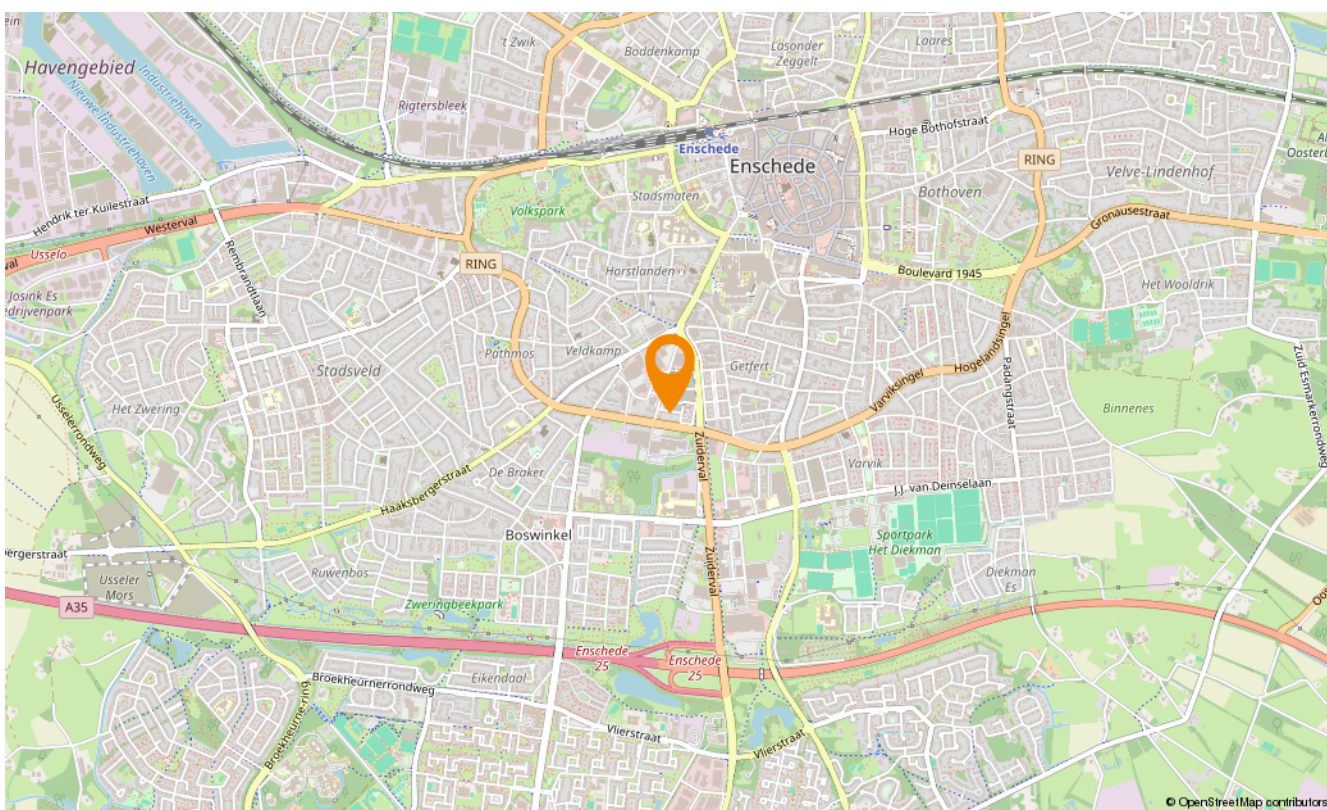 't Zwik
Boddenkamp
Lasonder
Zeggelt
Laares
Havengebied
Industriehaven
Nieuwe Industriehaven
Rigtersbleek
Hoge Bothofstraat
Enschede
Enschede
RING
Velve-Lindenhof
Bothoven
Stadsmaten
Volkspark
Hendrik ter Kuilestraat
Westerval
Usselo
Rembrandtlaan
RING
Horstlanden
Gronausestraat
Boulevard 1945
Het Wooldrik
Josink Es
Pathmos
Veldkamp
Stadsveld
Getfert
Hogelandsingel
Varviksingel
Padangstraat
Zuid Esmarkerrondweg
Het Zwering
Usselerrondweg
Binnenes
Zuiderval
Haaksbergerstraat
De Braker
Varvik
J.J. van Deinselaan
Boswinkel
Sportpark
Het Diekman
Zuiderval
bergerstraat
Usseler
Mors
Ruwenbos
Diekman
Es
Zweringbeekpark
A35
Enschede
25
Enschede
25
Eikendaal
Broekheurnerrondweg
Broekheurne-ring
Vlierstraat
Vlierstraat
© OpenStreetMap contributors